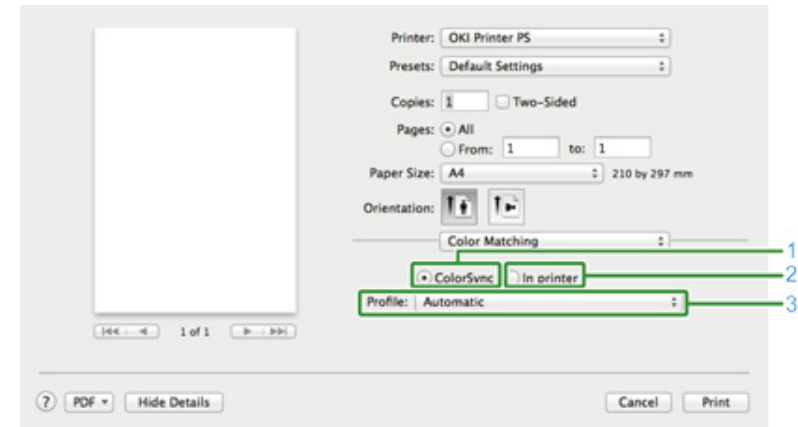 Printer: OKI Printer PS
Presets: Default Settings
Copies: 1 Two-Sided
Pages: All
From: 1 to: 1
Paper Size: A4 210 by 297 mm
Orientation:
Color Matching
1
ColorSync In printer
2
Profile: Automatic
3
1 of 1
? PDF Hide Details Cancel Print